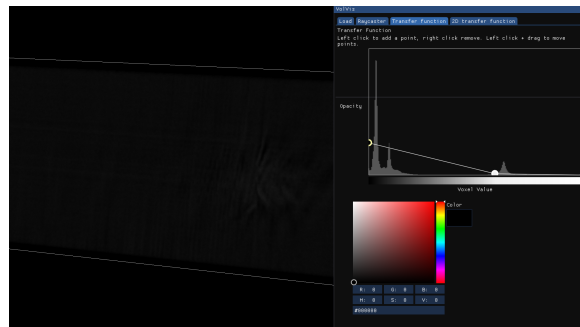 VolVis
Load Raycaster Transfer function 2D transfer function
Transfer Function
Left click to add a point, right click remove. Left click + drag to move
points.
Opacity
Voxel Value
Color
R: 0 G: 0 B: 0
H: 0 S: 0 V: 0
#000000